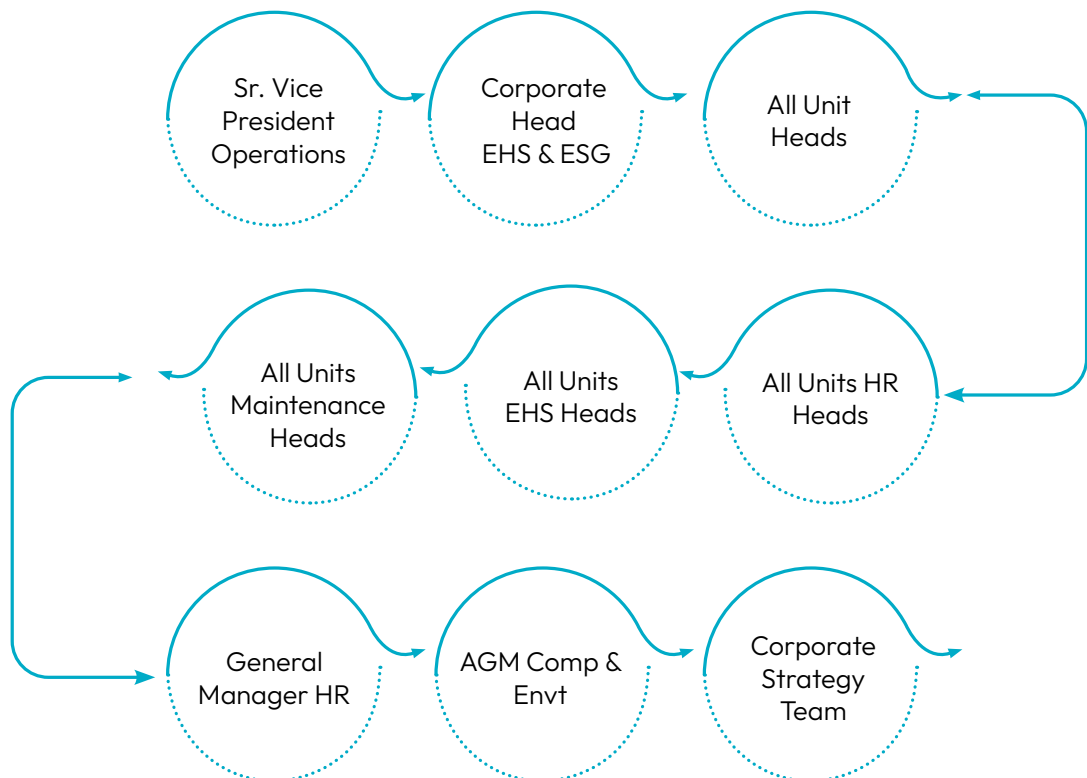 Sr. Vice
President
Operations
Corporate
Head
EHS & ESG
All Unit
Heads
All Units
Maintenance
Heads
All Units
EHS Heads
All Units HR
Heads
General
Manager HR
AGM Comp &
Envt
Corporate
Strategy
Team